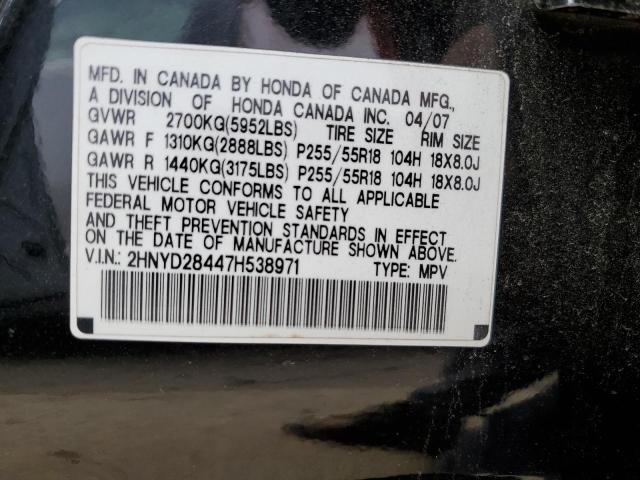 MFD. IN CANADA BY HONDA OF CANADA MFG.,
A DIVISION OF HONDA CANADA INC. 04/07
GVWR 2700KG(5952LBS) TIRE SIZE RIM SIZE
GAWR F 1310KG(2888LBS) P255/55R18 104H 18X8.0J
GAWR R 1440KG(3175LBS) P255/55R18 104H 18X8.0J
THIS VEHICLE CONFORMS TO ALL APPLICABLE
FEDERAL MOTOR VEHICLE SAFETY
AND THEFT PREVENTION STANDARDS IN EFFECT
ON THE DATE OF MANUFACTURE SHOWN ABOVE.
V.I.N.: 2HNYD28447H538971 TYPE: MPV